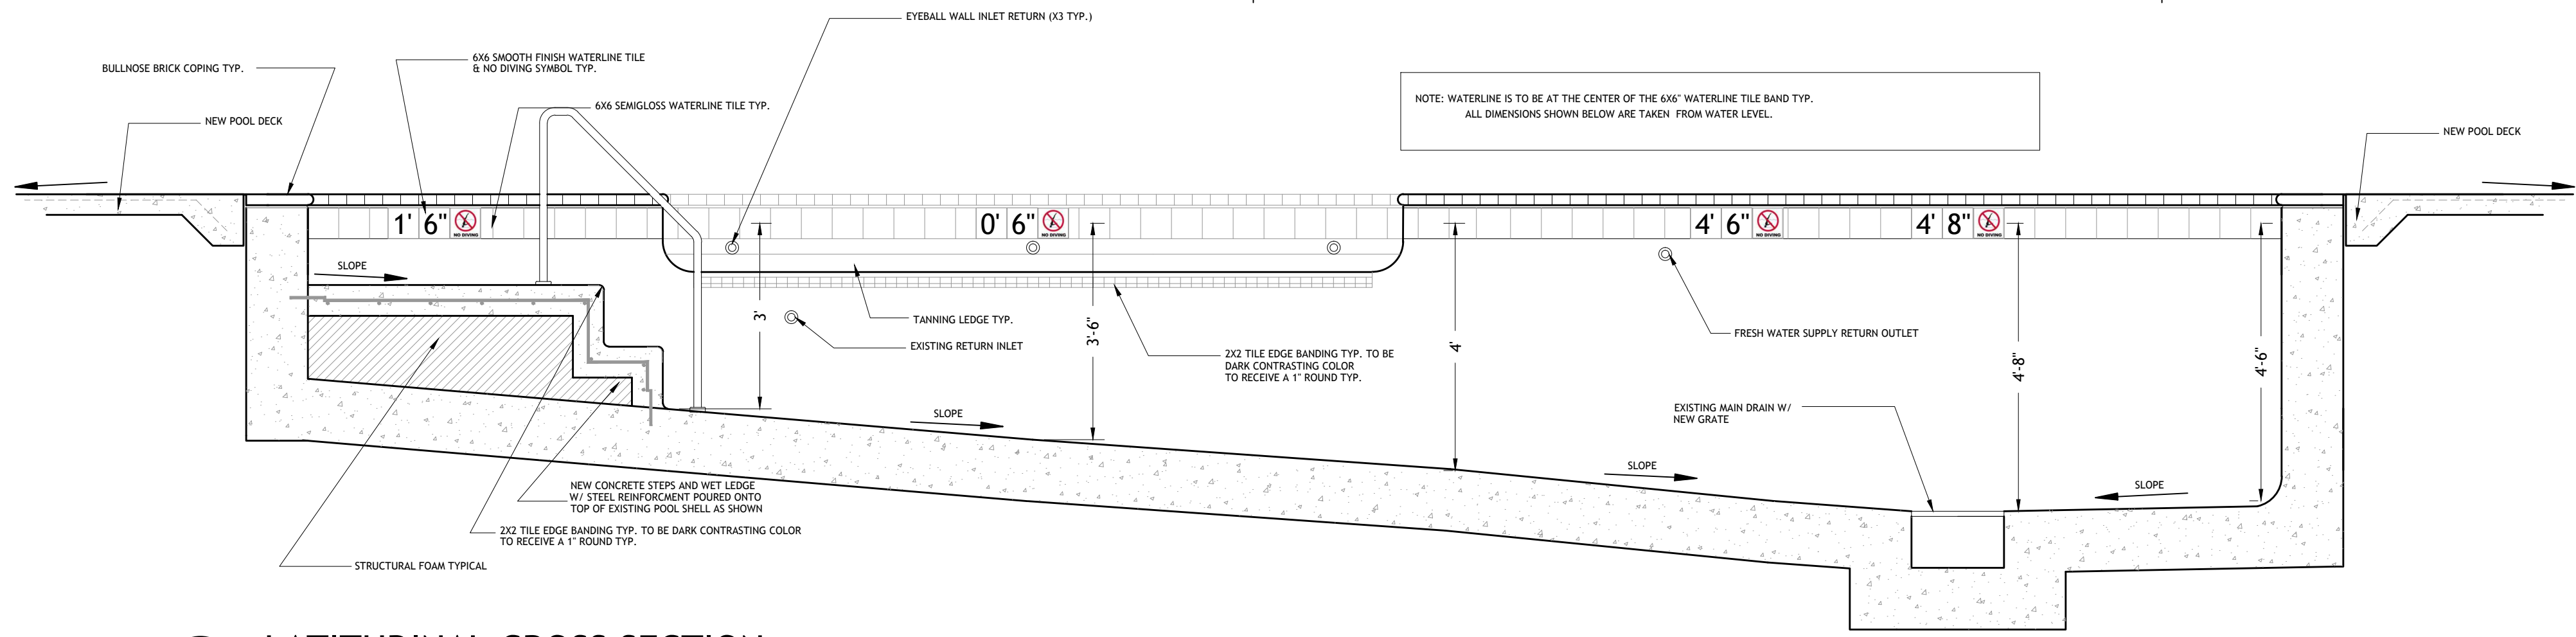 EYEBALL WALL INLET RETURN (X3 TYP.)
6X6 SMOOTH FINISH WATERLINE TILE
& NO DIVING SYMBOL TYP.
BULLNOSE BRICK COPING TYP.
6X6 SEMIGLOSS WATERLINE TILE TYP.
NEW POOL DECK
NOTE: WATERLINE IS TO BE AT THE CENTER OF THE 6X6" WATERLINE TILE BAND TYP.
ALL DIMENSIONS SHOWN BELOW ARE TAKEN FROM WATER LEVEL.
NEW POOL DECK
1' 6"
NO DIVING
0' 6"
NO DIVING
4' 6"
NO DIVING
4' 8"
NO DIVING
SLOPE
3'
3'-6"
4'
4'-8"
4'-6"
TANNING LEDGE TYP.
EXISTING RETURN INLET
FRESH WATER SUPPLY RETURN OUTLET
2X2 TILE EDGE BANDING TYP. TO BE
DARK CONTRASTING COLOR
TO RECEIVE A 1" ROUND TYP.
SLOPE
EXISTING MAIN DRAIN W/
NEW GRATE
SLOPE
SLOPE
NEW CONCRETE STEPS AND WET LEDGE
W/ STEEL REINFORCMENT POURED ONTO
TOP OF EXISTING POOL SHELL AS SHOWN
2X2 TILE EDGE BANDING TYP. TO BE DARK CONTRASTING COLOR
TO RECEIVE A 1" ROUND TYP.
STRUCTURAL FOAM TYPICAL
LATITUDINAL CROSS SECTION